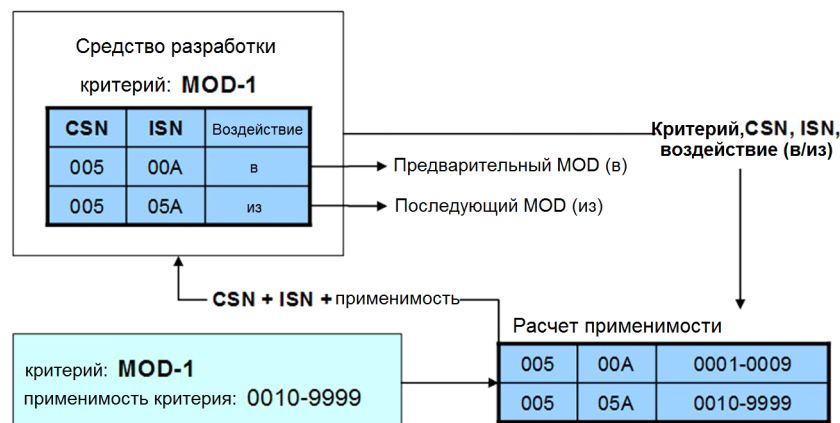 Средство разработки
критерий: MOD-1
CSN ISN Воздействие
005 00A в
005 05A из
Предварительный MOD (в)
Последующий MOD (из)
Критерий,CSN, ISN,
воздействие (в/из)
CSN + ISN + применимость
Расчет применимости
005 00A 0001-0009
005 05A 0010-9999
критерий: MOD-1
применимость критерия: 0010-9999